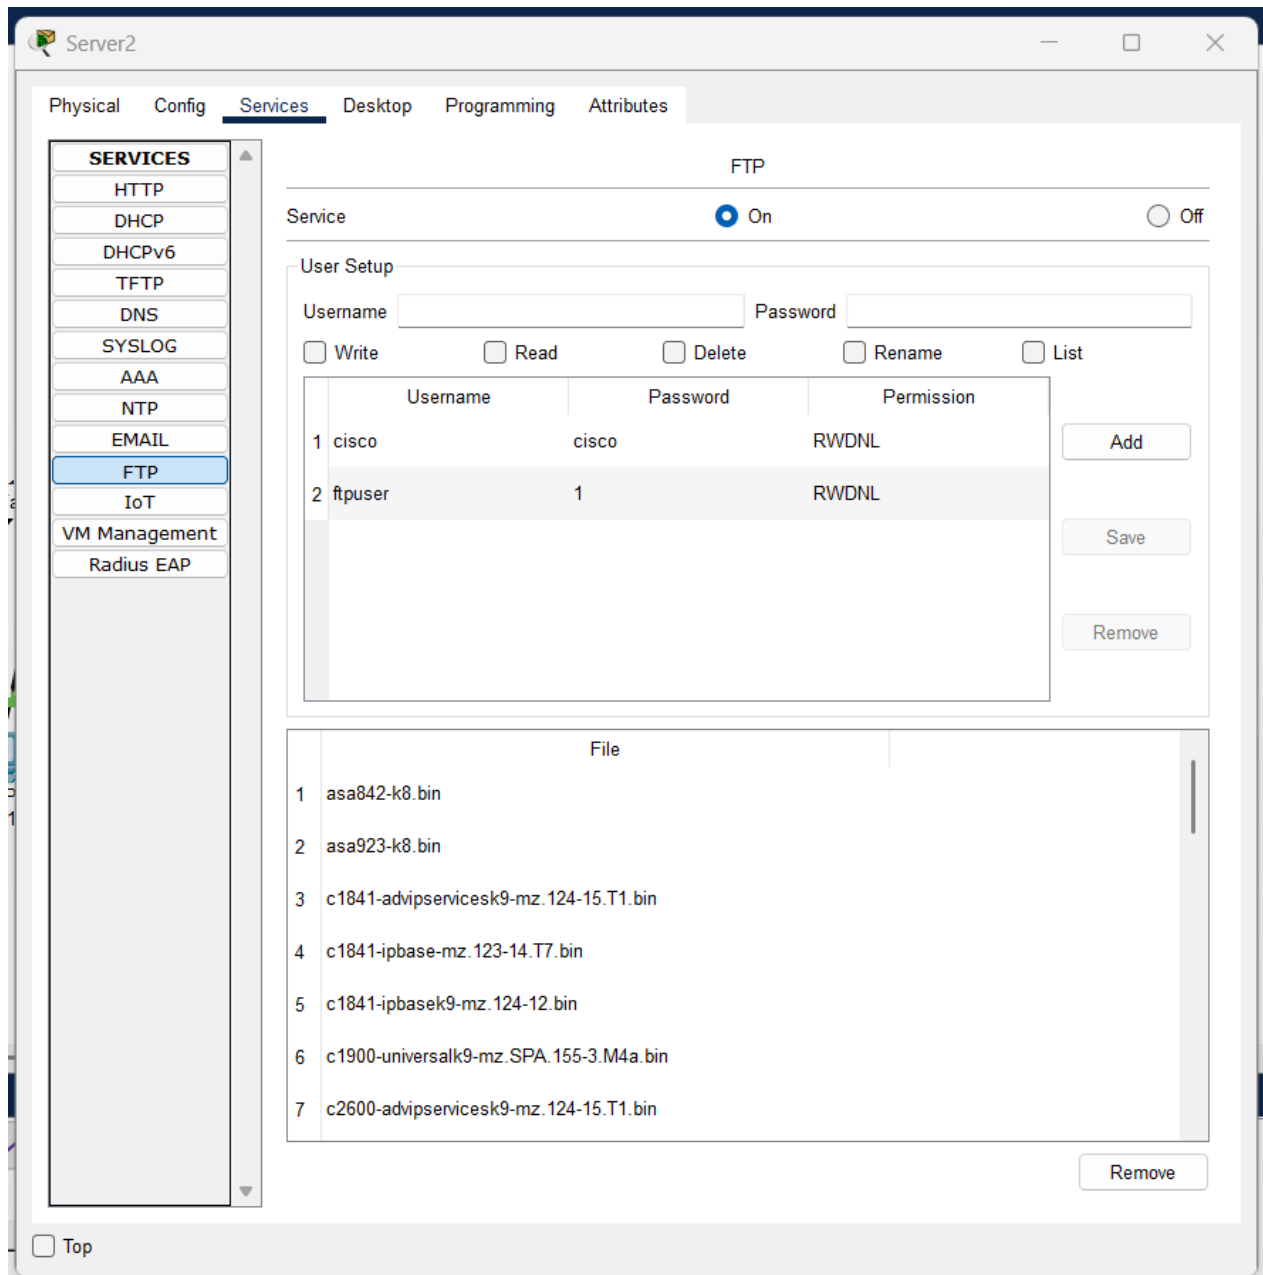 Server2
Physical Config Services Desktop Programming Attributes
SERVICES
HTTP
DHCP
DHCPv6
TFTP
DNS
SYSLOG
AAA
NTP
EMAIL
FTP
IoT
VM Management
Radius EAP
FTP
Service On Off
User Setup
Username Password
Write Read Delete Rename List
Username Password Permission
1 cisco cisco RWDNL
2 ftpuser 1 RWDNL
Add
Save
Remove
File
1 asa842-k8.bin
2 asa923-k8.bin
3 c1841-advipservicesk9-mz.124-15.T1.bin
4 c1841-ipbase-mz.123-14.T7.bin
5 c1841-ipbasek9-mz.124-12.bin
6 c1900-universalk9-mz.SPA.155-3.M4a.bin
7 c2600-advipservicesk9-mz.124-15.T1.bin
Remove
Top